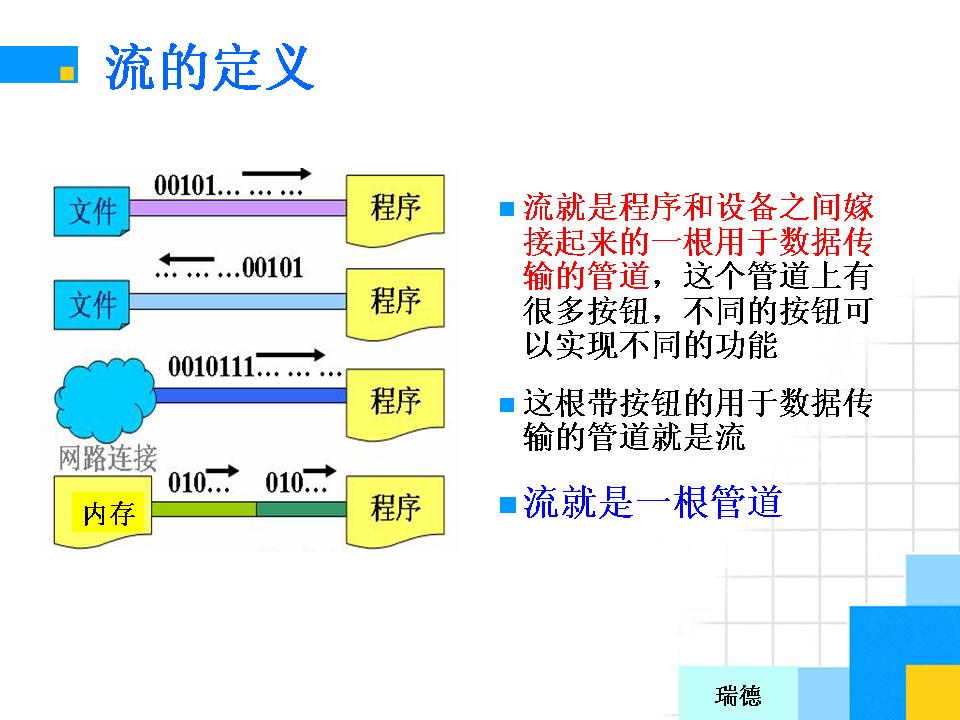 流的定义
00101... ... ...
文件
程序
... ... ...00101
文件
程序
0010111... ... ...
程序
网路连接
010... 010...
内存
程序
流就是程序和设备之间嫁
接起来的一根用于数据传
输的管道，这个管道上有
很多按钮，不同的按钮可
以实现不同的功能
这根带按钮的用于数据传
输的管道就是流
流就是一根管道
瑞德